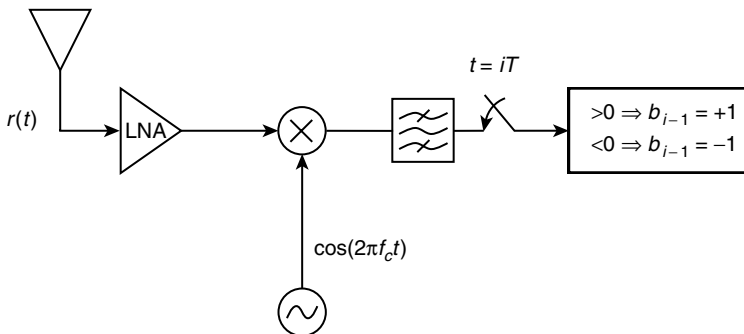 t = iT
r(t)
LNA
>0 ⇒ b_{i−1} = +1
<0 ⇒ b_{i−1} = −1
cos(2πf_ct)